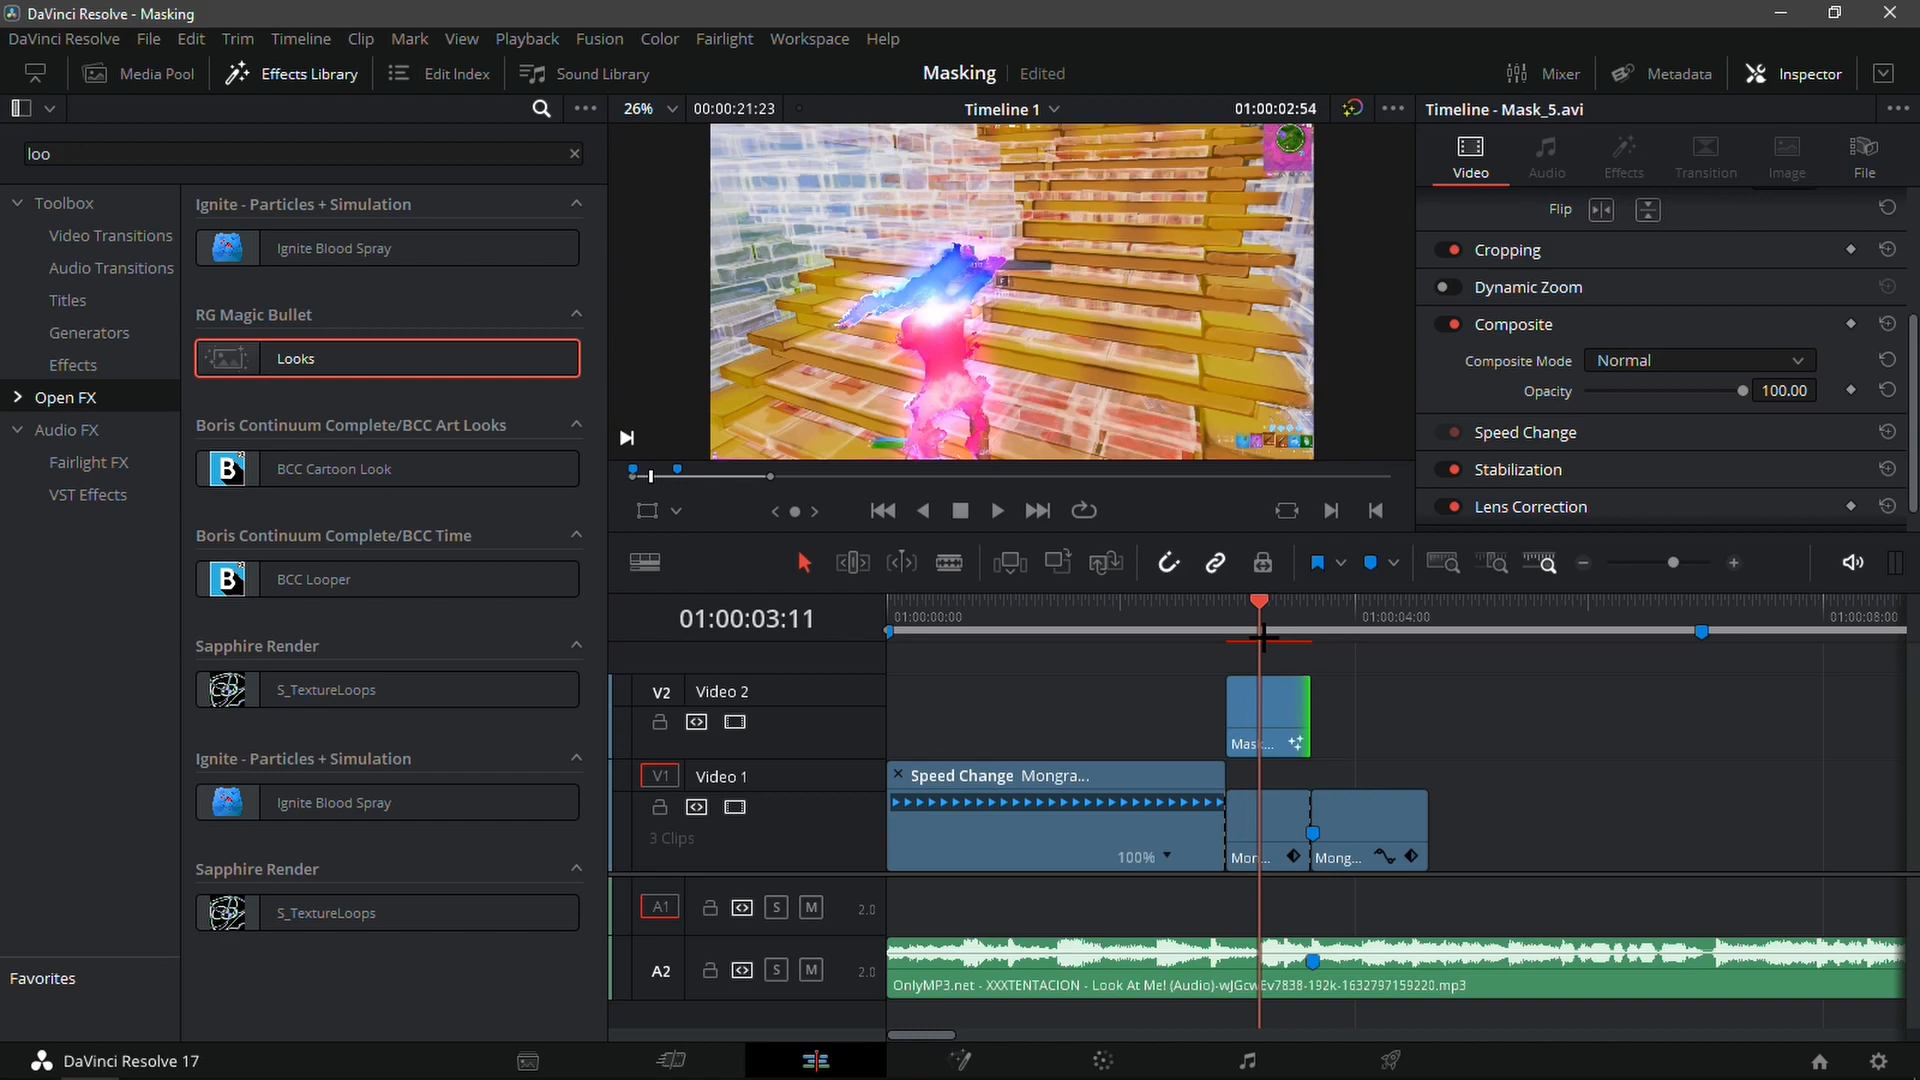 DaVinci Resolve - Masking
DaVinci Resolve File Edit Trim Timeline Clip Mark View Playback Fusion Color Fairlight Workspace Help
Media Pool Effects Library Edit Index Sound Library Masking Edited Mixer Metadata Inspector
26% 00:00:21:23 Timeline 1 01:00:02:54 Timeline - Mask_5.avi
loo
Video Audio Effects Transition Image File
Toolbox
Video Transitions
Audio Transitions
Titles
Generators
Effects
Open FX
Audio FX
Fairlight FX
VST Effects
Favorites
Ignite - Particles + Simulation
Ignite Blood Spray
RG Magic Bullet
Looks
Boris Continuum Complete/BCC Art Looks
BCC Cartoon Look
Boris Continuum Complete/BCC Time
BCC Looper
Sapphire Render
S_TextureLoops
Ignite - Particles + Simulation
Ignite Blood Spray
Sapphire Render
S_TextureLoops
Flip
Cropping
Dynamic Zoom
Composite
Composite Mode Normal
Opacity 100.00
Speed Change
Stabilization
Lens Correction
01:00:03:11
01:00:00:00 01:00:04:00 01:00:08:00
V2 Video 2
Mas... 
V1 Video 1
Speed Change Mongra...
3 Clips
100%
Mon... Mong...
A1 S M 2.0
A2 S M 2.0
OnlyMP3.net - XXXTENTACION - Look At Me! (Audio)-wJGcwEv7838-192k-1632797159220.mp3
DaVinci Resolve 17